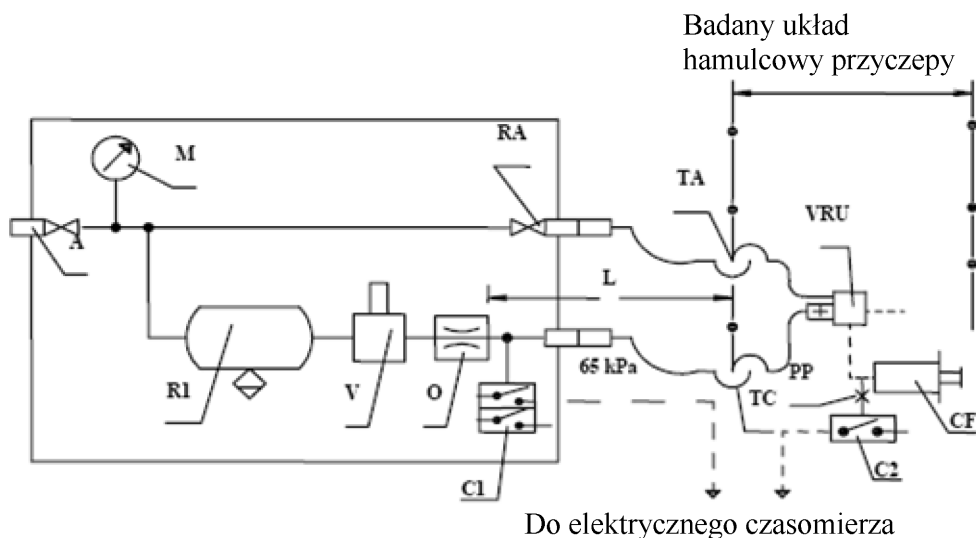 Badany układ
hamulcowy przyczepy
M
RA
TA
VRU
A
L
65 kPa
PP
R1
V
O
TC
CF
C1
C2
Do elektrycznego czasomierza